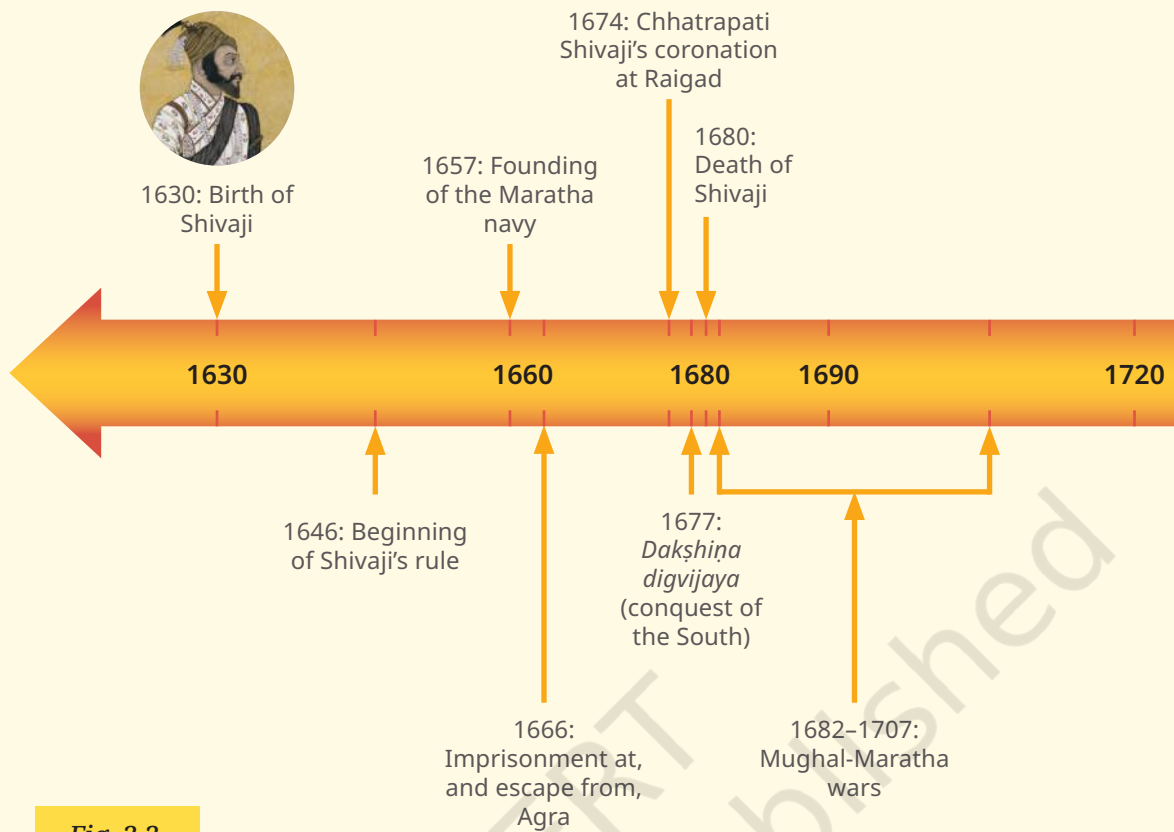 1674: Chhatrapati
Shivaji’s coronation
at Raigad
1680:
Death of
Shivaji
1657: Founding
of the Maratha
navy
1630: Birth of
Shivaji
1630
1660
1680
1690
1720
1646: Beginning
of Shivaji’s rule
1677:
Dakṣhiṇa
digvijaya
(conquest of
the South)
1666:
Imprisonment at,
and escape from,
Agra
1682–1707:
Mughal-Maratha
wars